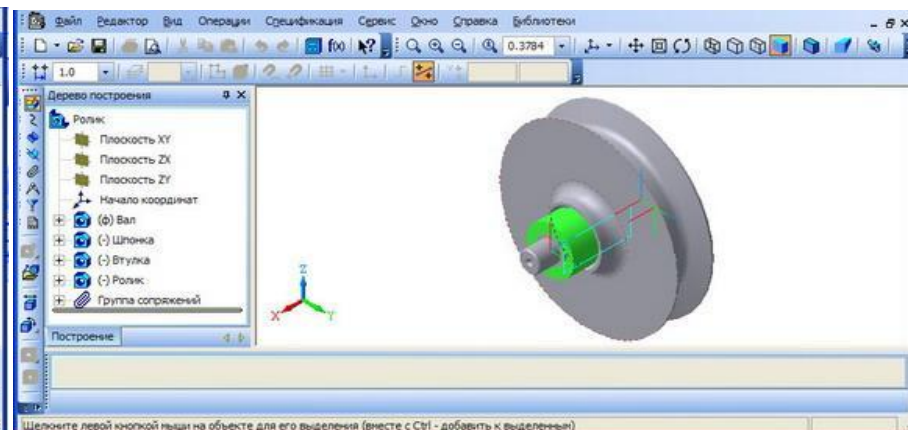 Файл Редактор Вид Операции Спецификация Сервис Окно Справка Библиотеки
f(x) 0.3784
1.0
Дерево построения
Ролик
Плоскость XY
Плоскость ZX
Плоскость ZY
Начало координат
(ф) Вал
(-) Шпонка
(-) Втулка
(-) Ролик
Группа сопряжений
Z
X Y
Построение
Щелкните левой кнопкой мыши на объекте для его выделения (вместе с Ctrl - добавить к выделенным)